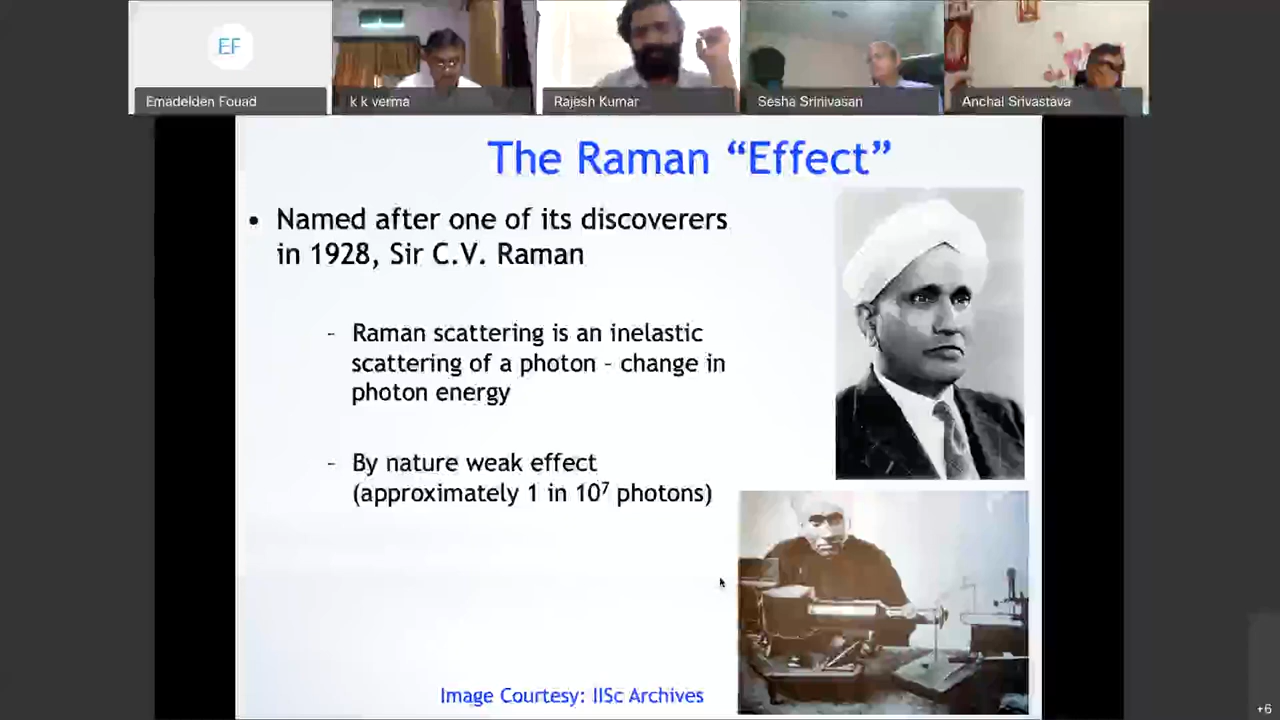 EF
Emadelden Fouad
k k verma
Rajesh Kumar
Sesha Srinivasan
Anchal Srivastava
The Raman “Effect”
• Named after one of its discoverers
in 1928, Sir C.V. Raman
- Raman scattering is an inelastic
scattering of a photon – change in
photon energy
- By nature weak effect
(approximately 1 in 10⁷ photons)
Image Courtesy: IISc Archives
+6